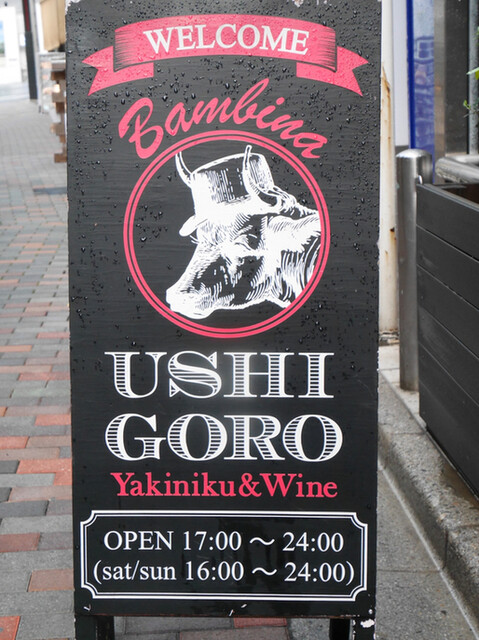 WELCOME
Bambina
USHI
GORO
Yakiniku&Wine
OPEN 17:00 ～ 24:00
(sat/sun 16:00 ～ 24:00)